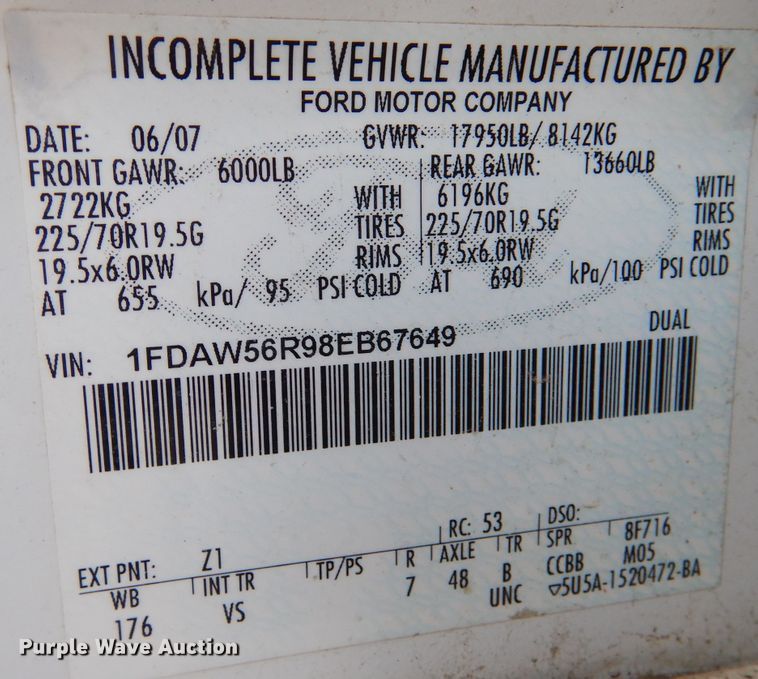 INCOMPLETE VEHICLE MANUFACTURED BY
FORD MOTOR COMPANY
DATE: 06/07 GVWR: 17950LB/ 8142KG
FRONT GAWR: 6000LB REAR GAWR: 13660LB
2722KG WITH 6196KG WITH
225/70R19.5G TIRES 225/70R19.5G TIRES
19.5x6.0RW RIMS 19.5x6.0RW RIMS
AT 655 kPa/ 95 PSI COLD AT 690 kPa/100 PSI COLD
VIN: 1FDAW56R98EB67649 DUAL
EXT PNT: Z1 RC: 53 DSO:
WB INT TR TP/PS R AXLE TR SPR 8F716
176 VS 7 48 B CCBB M05
UNC ▽5U5A-1520472-BA
Purple Wave Auction